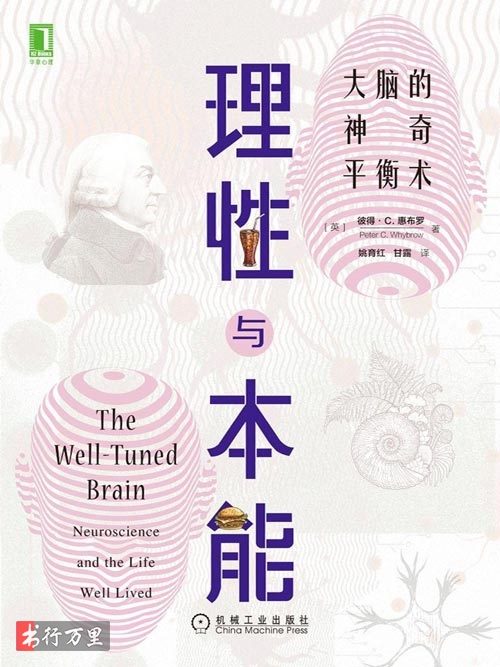 华章心理
大脑的
神奇
平衡术
[英]
彼得·C.惠布罗
Peter C. Whybrow
著
姚育红 甘露 译
理性
与
本能
The
Well-Tuned
Brain
Neuroscience
and the Life
Well Lived
机械工业出版社
China Machine Press
书行万里